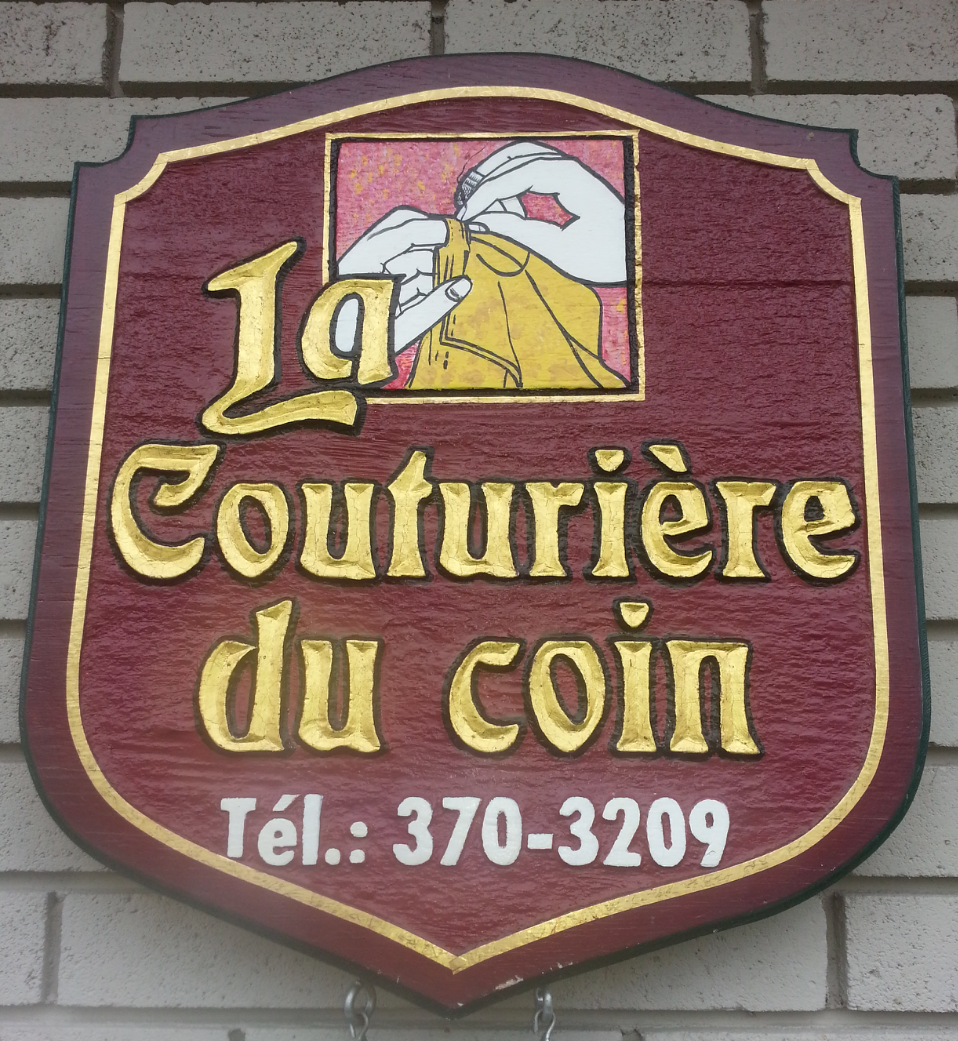 La
Couturière
du coin
Tél.: 370-3209